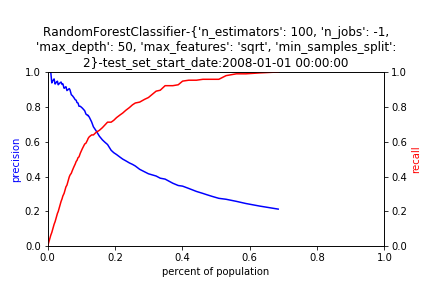 RandomForestClassifier-{'n_estimators': 100, 'n_jobs': -1,
'max_depth': 50, 'max_features': 'sqrt', 'min_samples_split':
2}-test_set_start_date:2008-01-01 00:00:00
1.0
0.8
0.6
0.4
0.2
0.0
precision
1.0
0.8
0.6
0.4
0.2
0.0
recall
0.0 0.2 0.4 0.6 0.8 1.0
percent of population